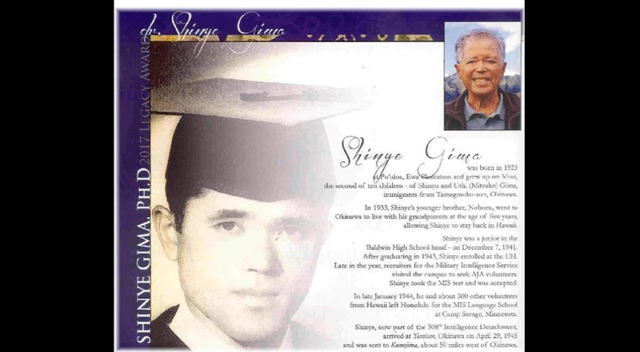 dr. Shinye Gima
SHINYE GIMA, PH.D 2017 LEGACY AWARD
Shinye Gima
was born in 1923
at Pu'uloa, Ewa Plantation and grew up on Maui,
the second of ten children - of Shinyu and Uto (Mitsuko) Gima,
immigrants from Tamagusuku-son, Okinawa.
In 1933, Shinye's younger brother, Noboru, went to
Okinawa to live with his grandparents at the age of five years,
allowing Shinye to stay back in Hawaii.
Shinye was a junior in the
Baldwin High School band - on December 7, 1941.
After graduating in 1943, Shinye enrolled at the UH.
Late in the year, recruiters for the Military Intelligence Service
visited the campus to seek AJA volunteers.
Shinye took the MIS test and was accepted.
In late January 1944, he and about 300 other volunteers
from Hawaii left Honolulu for the MIS Language School
at Camp Savage, Minnesota.
Shinye, now part of the 308th Intelligence Detachment,
arrived at Yontan, Okinawa on April 29, 1945
and was sent to Kumejima, about 50 miles west of Okinawa,